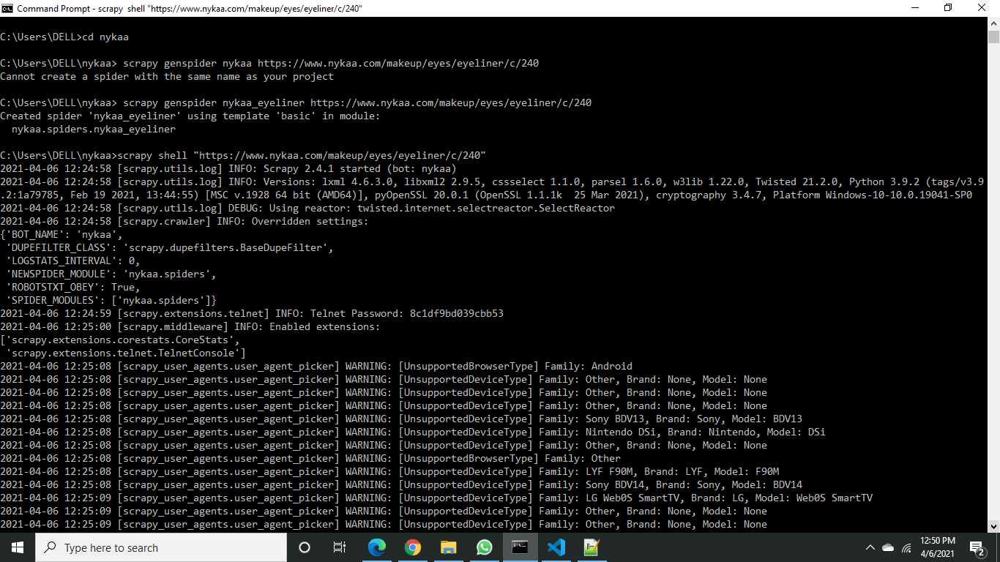 Command Prompt - scrapy  shell "https://www.nykaa.com/makeup/eyes/eyeliner/c/240"
C:\Users\DELL>cd nykaa
C:\Users\DELL\nykaa> scrapy genspider nykaa https://www.nykaa.com/makeup/eyes/eyeliner/c/240
Cannot create a spider with the same name as your project
C:\Users\DELL\nykaa> scrapy genspider nykaa_eyeliner https://www.nykaa.com/makeup/eyes/eyeliner/c/240
Created spider 'nykaa_eyeliner' using template 'basic' in module:
  nykaa.spiders.nykaa_eyeliner
C:\Users\DELL\nykaa>scrapy shell "https://www.nykaa.com/makeup/eyes/eyeliner/c/240"
2021-04-06 12:24:58 [scrapy.utils.log] INFO: Scrapy 2.4.1 started (bot: nykaa)
2021-04-06 12:24:58 [scrapy.utils.log] INFO: Versions: lxml 4.6.3.0, libxml2 2.9.5, cssselect 1.1.0, parsel 1.6.0, w3lib 1.22.0, Twisted 21.2.0, Python 3.9.2 (tags/v3.9
.2:1a79785, Feb 19 2021, 13:44:55) [MSC v.1928 64 bit (AMD64)], pyOpenSSL 20.0.1 (OpenSSL 1.1.1k  25 Mar 2021), cryptography 3.4.7, Platform Windows-10-10.0.19041-SP0
2021-04-06 12:24:58 [scrapy.utils.log] DEBUG: Using reactor: twisted.internet.selectreactor.SelectReactor
2021-04-06 12:24:58 [scrapy.crawler] INFO: Overridden settings:
{'BOT_NAME': 'nykaa',
 'DUPEFILTER_CLASS': 'scrapy.dupefilters.BaseDupeFilter',
 'LOGSTATS_INTERVAL': 0,
 'NEWSPIDER_MODULE': 'nykaa.spiders',
 'ROBOTSTXT_OBEY': True,
 'SPIDER_MODULES': ['nykaa.spiders']}
2021-04-06 12:24:59 [scrapy.extensions.telnet] INFO: Telnet Password: 8c1df9bd039cbb53
2021-04-06 12:25:00 [scrapy.middleware] INFO: Enabled extensions:
['scrapy.extensions.corestats.CoreStats',
 'scrapy.extensions.telnet.TelnetConsole']
2021-04-06 12:25:08 [scrapy_user_agents.user_agent_picker] WARNING: [UnsupportedBrowserType] Family: Android
2021-04-06 12:25:08 [scrapy_user_agents.user_agent_picker] WARNING: [UnsupportedDeviceType] Family: Other, Brand: None, Model: None
2021-04-06 12:25:08 [scrapy_user_agents.user_agent_picker] WARNING: [UnsupportedDeviceType] Family: Other, Brand: None, Model: None
2021-04-06 12:25:08 [scrapy_user_agents.user_agent_picker] WARNING: [UnsupportedDeviceType] Family: Other, Brand: None, Model: None
2021-04-06 12:25:08 [scrapy_user_agents.user_agent_picker] WARNING: [UnsupportedDeviceType] Family: Sony BDV13, Brand: Sony, Model: BDV13
2021-04-06 12:25:08 [scrapy_user_agents.user_agent_picker] WARNING: [UnsupportedDeviceType] Family: Nintendo DSi, Brand: Nintendo, Model: DSi
2021-04-06 12:25:08 [scrapy_user_agents.user_agent_picker] WARNING: [UnsupportedDeviceType] Family: Other, Brand: None, Model: None
2021-04-06 12:25:08 [scrapy_user_agents.user_agent_picker] WARNING: [UnsupportedBrowserType] Family: Other
2021-04-06 12:25:08 [scrapy_user_agents.user_agent_picker] WARNING: [UnsupportedDeviceType] Family: LYF F90M, Brand: LYF, Model: F90M
2021-04-06 12:25:08 [scrapy_user_agents.user_agent_picker] WARNING: [UnsupportedDeviceType] Family: Sony BDV14, Brand: Sony, Model: BDV14
2021-04-06 12:25:09 [scrapy_user_agents.user_agent_picker] WARNING: [UnsupportedDeviceType] Family: LG Web0S SmartTV, Brand: LG, Model: Web0S SmartTV
2021-04-06 12:25:09 [scrapy_user_agents.user_agent_picker] WARNING: [UnsupportedDeviceType] Family: Other, Brand: None, Model: None
2021-04-06 12:25:09 [scrapy_user_agents.user_agent_picker] WARNING: [UnsupportedDeviceType] Family: Other, Brand: None, Model: None
Type here to search
12:50 PM
4/6/2021
2